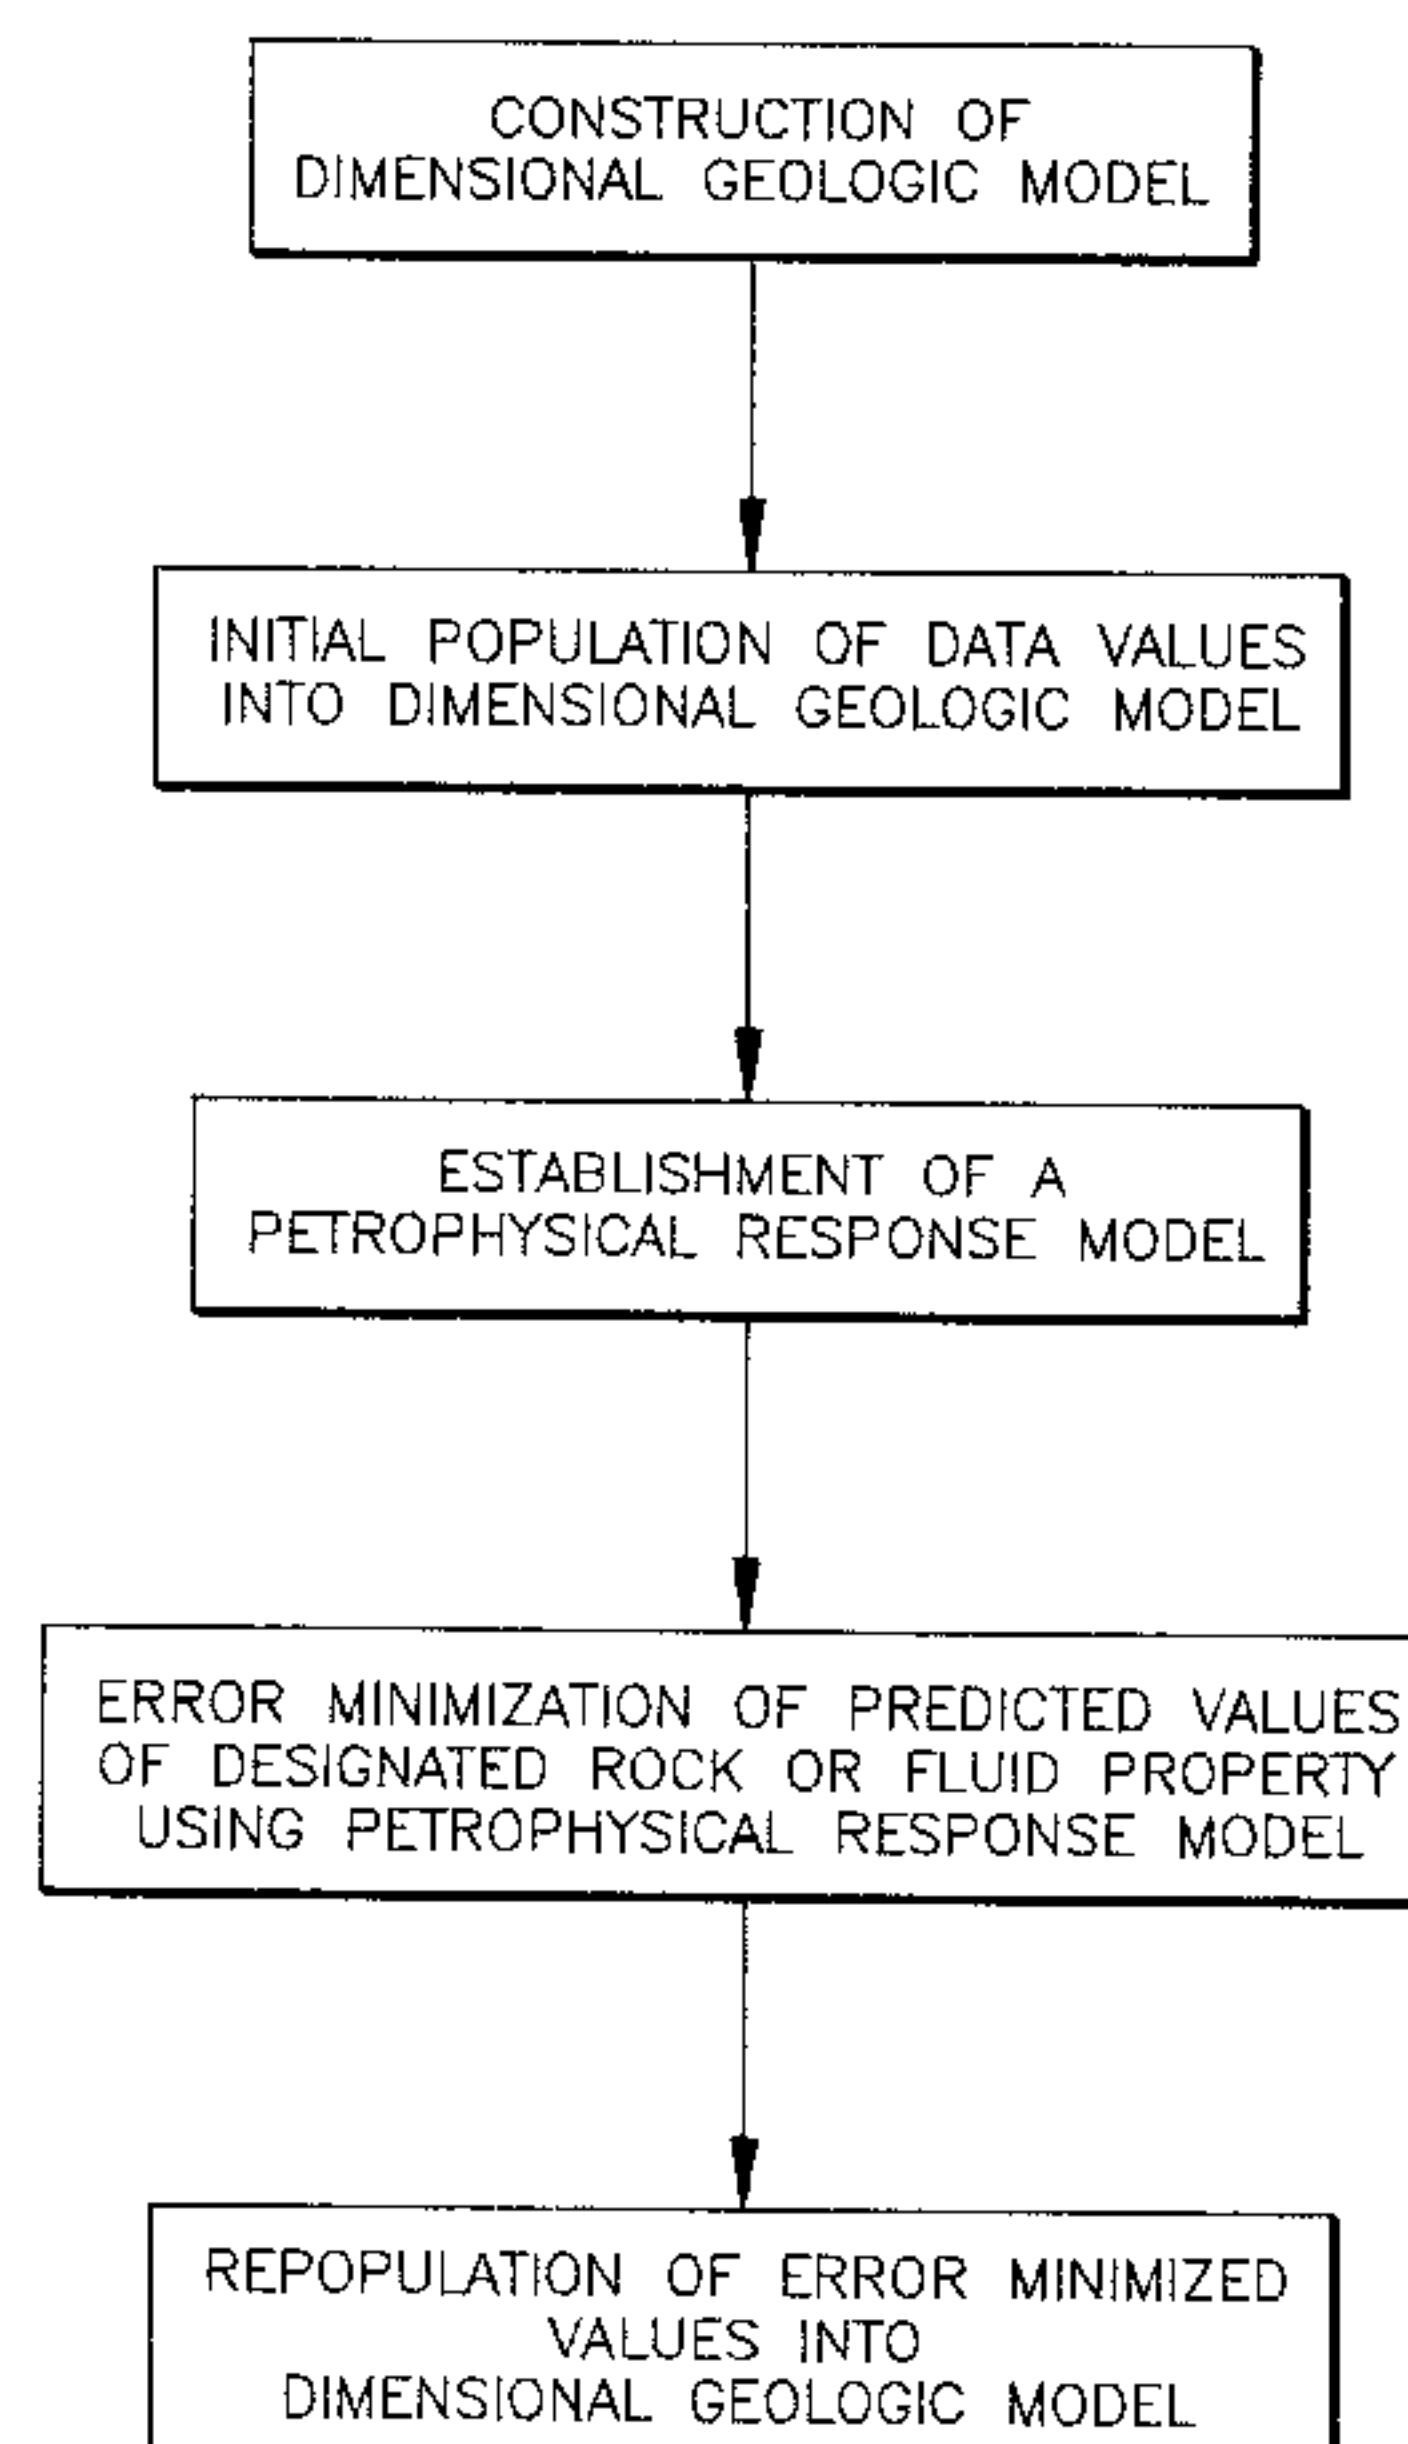 CONSTRUCTION OF
DIMENSIONAL GEOLOGIC MODEL
INITIAL POPULATION OF DATA VALUES
INTO DIMENSIONAL GEOLOGIC MODEL
ESTABLISHMENT OF A
PETROPHYSICAL RESPONSE MODEL
ERROR MINIMIZATION OF PREDICTED VALUES
OF DESIGNATED ROCK OR FLUID PROPERTY
USING PETROPHYSICAL RESPONSE MODEL
REPOPULATION OF ERROR MINIMIZED
VALUES INTO
DIMENSIONAL GEOLOGIC MODEL